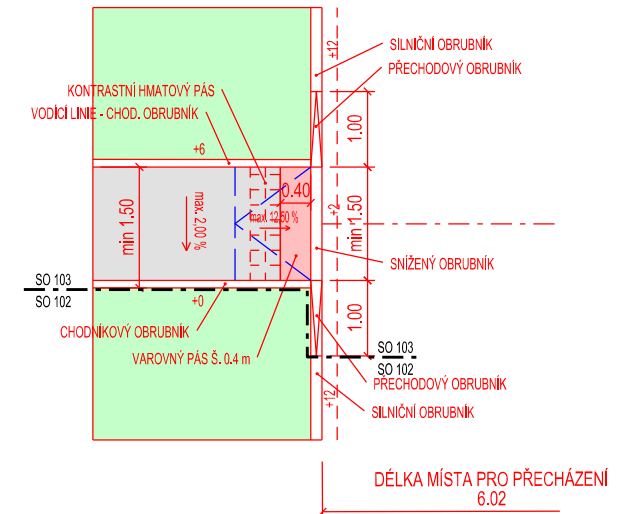 +12
SILNIČNÍ OBRUBNÍK
PŘECHODOVÝ OBRUBNÍK
KONTRASTNÍ HMATOVÝ PÁS
VODÍCÍ LINIE - CHOD. OBRUBNÍK
1.00
+6
0.40
min 1.50
max. 2.00 %
max. 12.50 %
+2
min 1.50
SNÍŽENÝ OBRUBNÍK
SO 103
SO 102
+0
CHODNÍKOVÝ OBRUBNÍK
1.00
VAROVNÝ PÁS Š. 0.4 m
SO 103
SO 102
PŘECHODOVÝ OBRUBNÍK
+12
SILNIČNÍ OBRUBNÍK
DÉLKA MÍSTA PRO PŘECHÁZENÍ
6.02